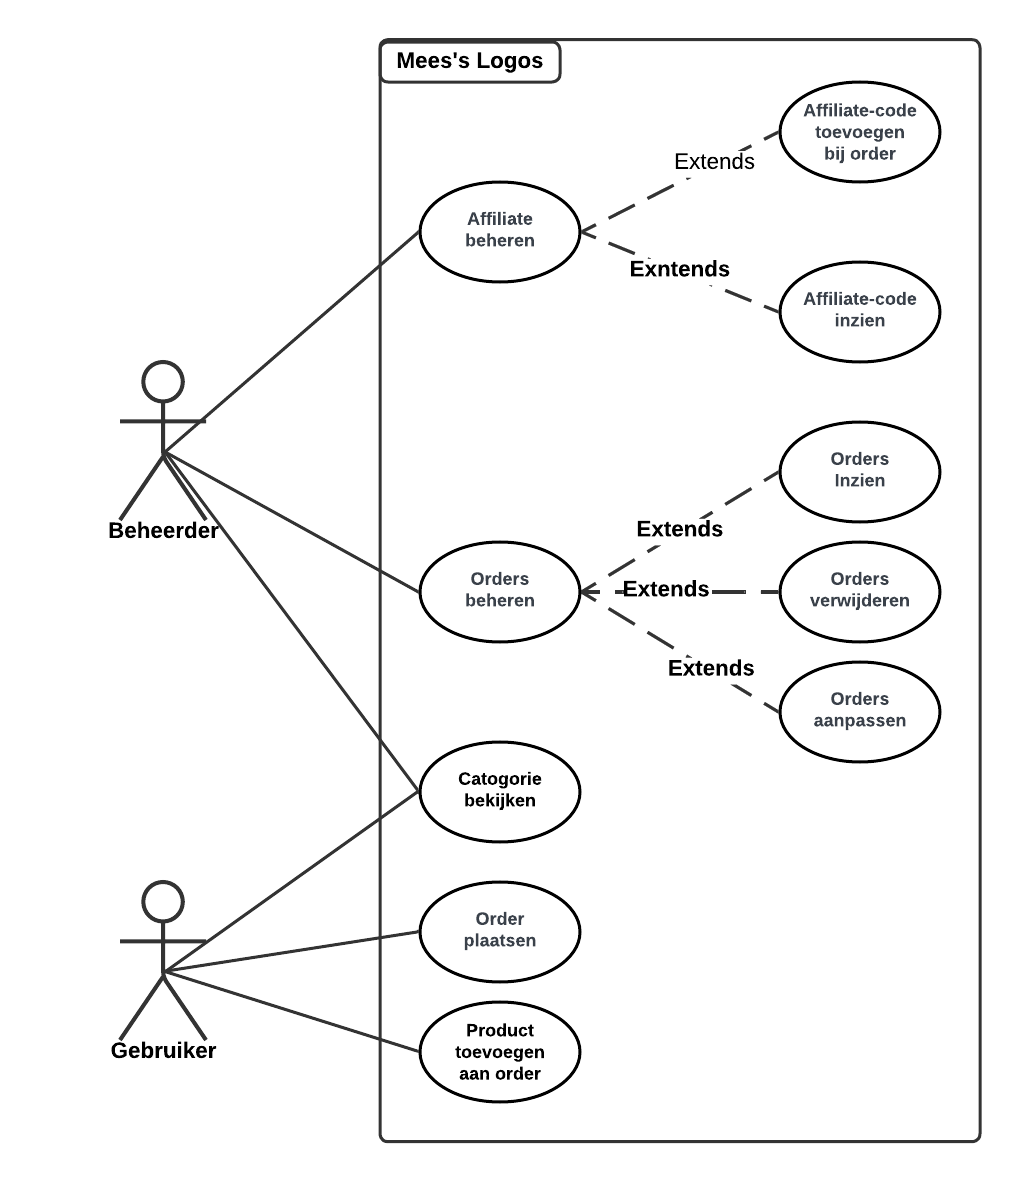 Mees's Logos
Affiliate-code
toevoegen
bij order
Extends
Affiliate
beheren
Exntends
Affiliate-code
inzien
Beheerder
Orders
Inzien
Extends
Orders
beheren
Extends
Orders
verwijderen
Extends
Orders
aanpassen
Catogorie
bekijken
Order
plaatsen
Gebruiker
Product
toevoegen
aan order